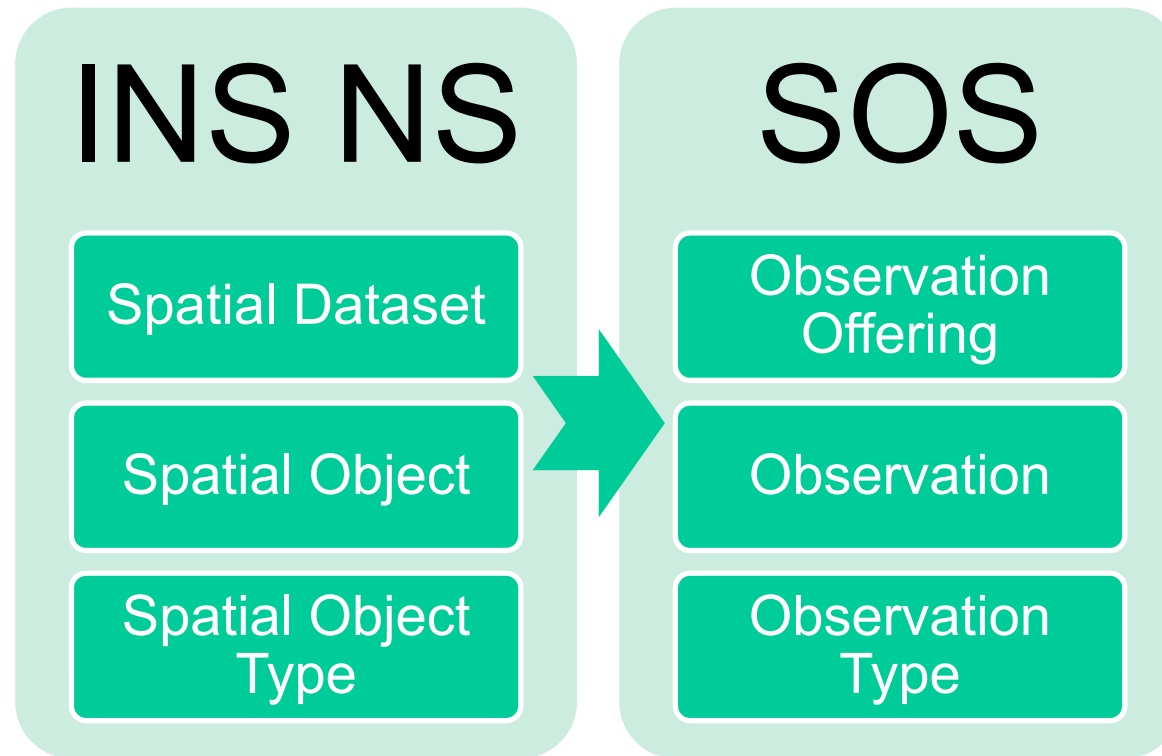 INS NS
Spatial Dataset
Spatial Object
Spatial Object
Type
SOS
Observation
Offering
Observation
Observation
Type